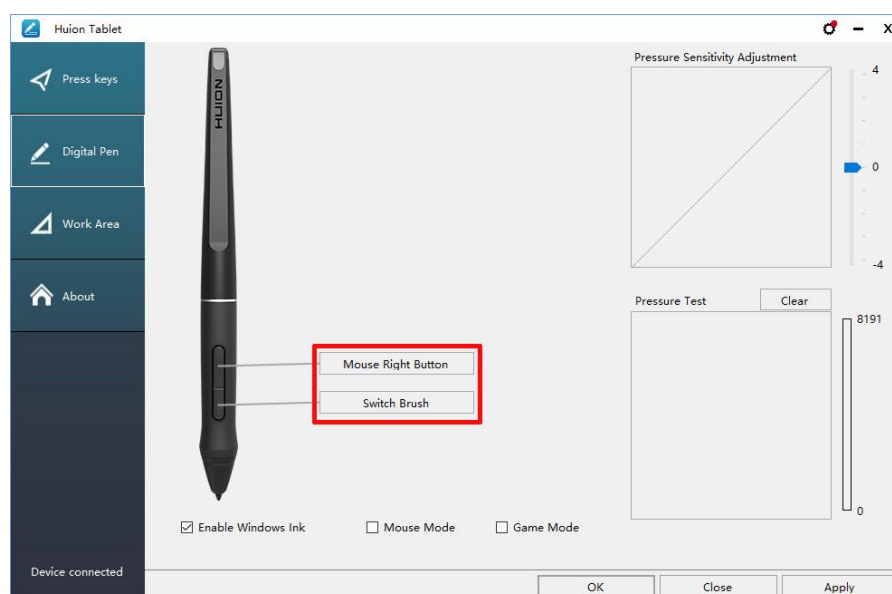 Huion Tablet
X
Press keys
Digital Pen
Work Area
About
Device connected
HUION
Mouse Right Button
Switch Brush
Enable Windows Ink
Mouse Mode
Game Mode
Pressure Sensitivity Adjustment
4
0
-4
Pressure Test
Clear
8191
0
OK
Close
Apply